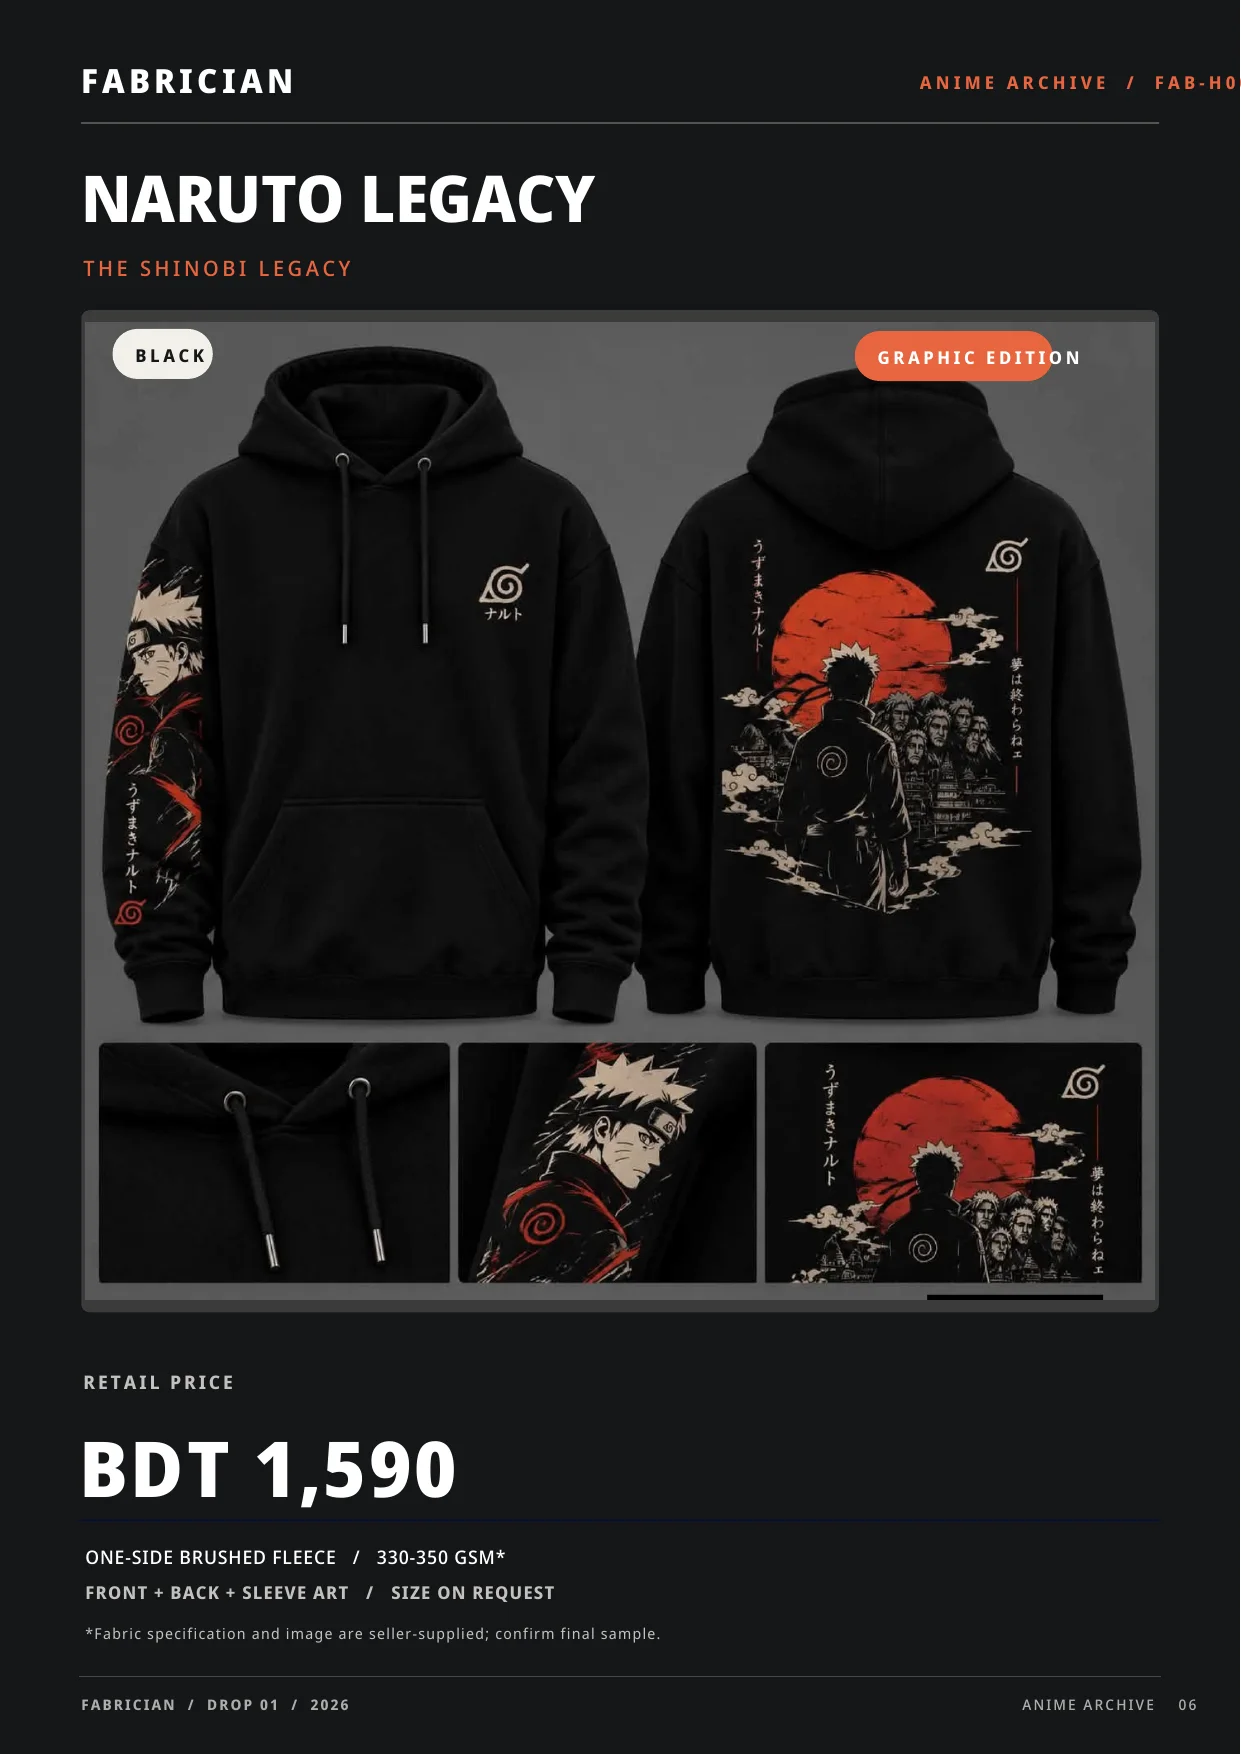 FABRICIAN
ANIME ARCHIVE / FAB-H0
NARUTO LEGACY
THE SHINOBI LEGACY
BLACK
GRAPHIC EDITION
ナルト
うずまきナルト
うずまきナルト
夢は終わらねェ
うずまきナルト
夢は終わらねェ
RETAIL PRICE
BDT 1,590
ONE-SIDE BRUSHED FLEECE / 330-350 GSM*
FRONT + BACK + SLEEVE ART / SIZE ON REQUEST
*Fabric specification and image are seller-supplied; confirm final sample.
FABRICIAN / DROP 01 / 2026
ANIME ARCHIVE 06